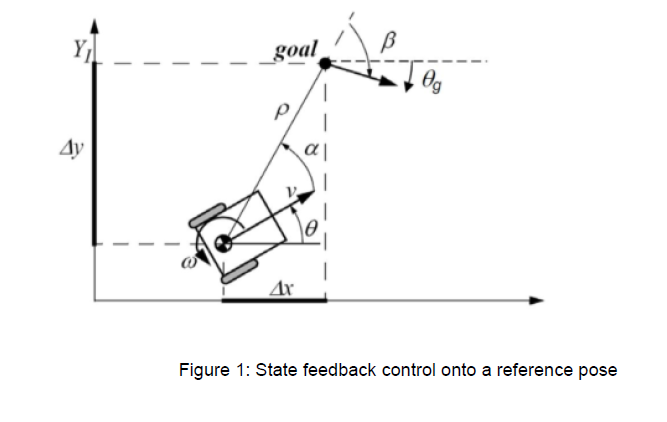 Y_I
goal
β
θ_g
ρ
Δy
α
v
θ
ω
Δx
Figure 1: State feedback control onto a reference pose